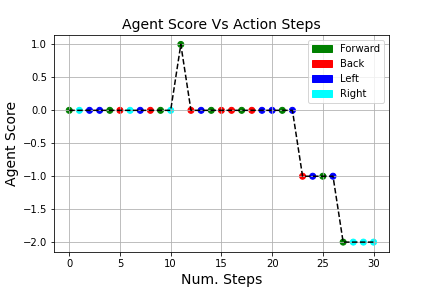 Agent Score Vs Action Steps
1.0
0.5
0.0
−0.5
−1.0
−1.5
−2.0
Agent Score
Forward
Back
Left
Right
0 5 10 15 20 25 30
Num. Steps